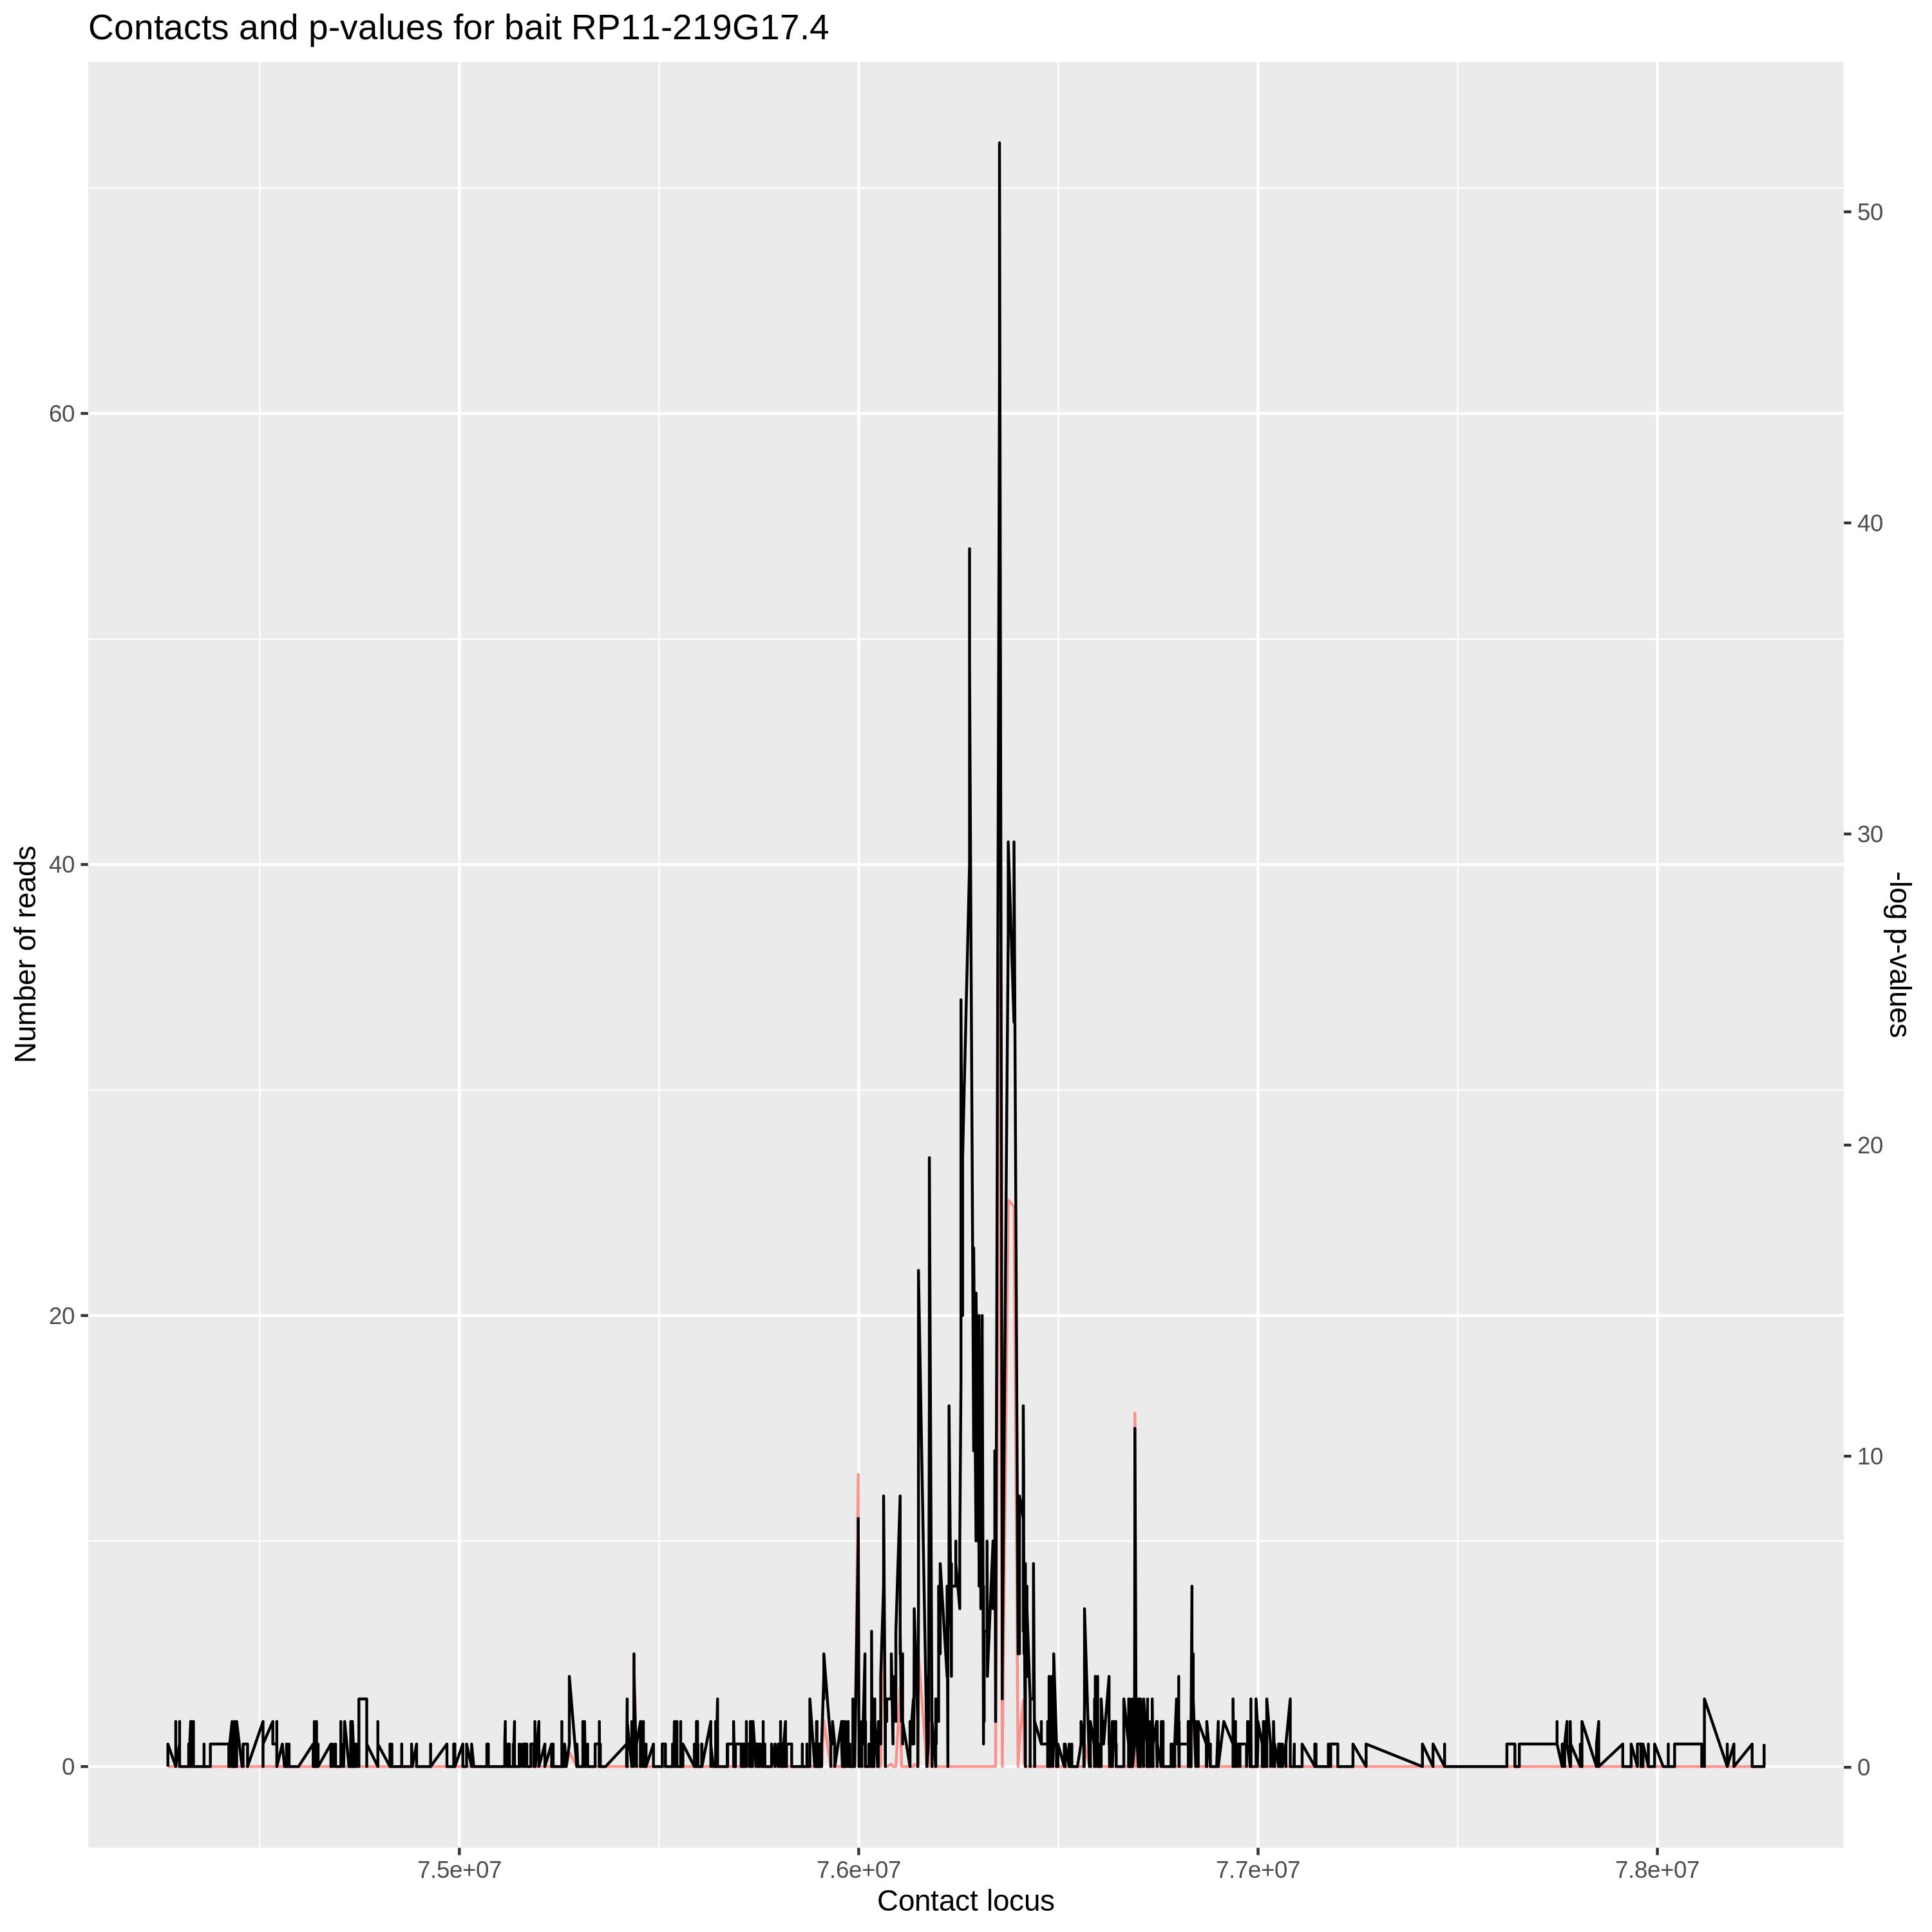 Contacts and p-values for bait RP11-219G17.4
60
40
20
0
Number of reads
50
40
30
20
10
0
-log p-values
7.5e+07
7.6e+07
7.7e+07
7.8e+07
Contact locus